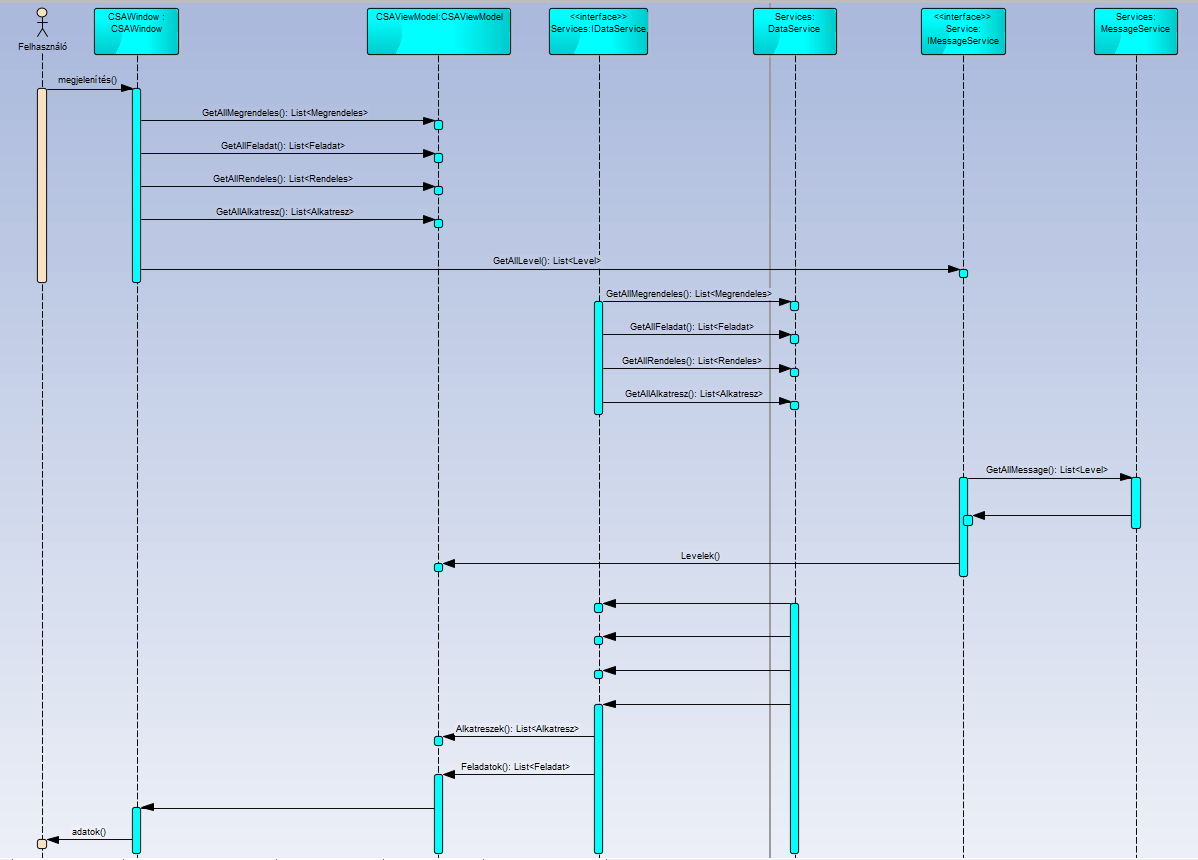 Felhasználó
CSAWindow :
CSAWindow
CSAViewModel:CSAViewModel
<<interface>>
Services:IDataService
Services:
DataService
<<interface>>
Service:
IMessageService
Services:
MessageService
megjelenítés()
GetAllMegrendeles(): List<Megrendeles>
GetAllFeladat(): List<Feladat>
GetAllRendeles(): List<Rendeles>
GetAllAlkatresz(): List<Alkatresz>
GetAllLevel(): List<Level>
GetAllMegrendeles(): List<Megrendeles>
GetAllFeladat(): List<Feladat>
GetAllRendeles(): List<Rendeles>
GetAllAlkatresz(): List<Alkatresz>
GetAllMessage(): List<Level>
Levelek()
Alkatreszek(): List<Alkatresz>
Feladatok(): List<Feladat>
adatok()